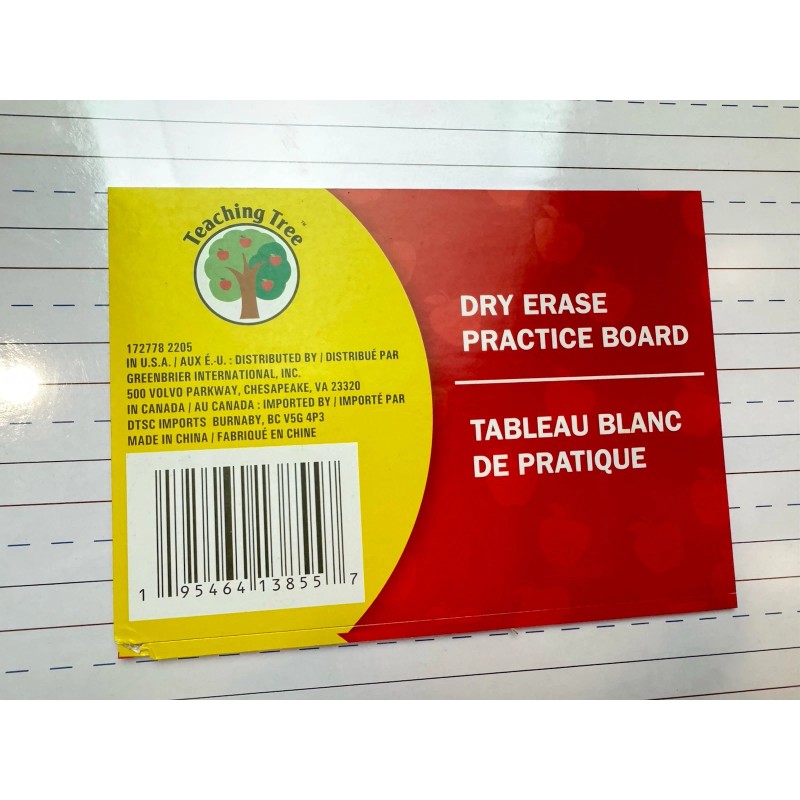 Teaching Tree™
172778 2205
IN U.S.A. / AUX É.-U. : DISTRIBUTED BY / DISTRIBUÉ PAR
GREENBRIER INTERNATIONAL, INC.
500 VOLVO PARKWAY, CHESAPEAKE, VA 23320
IN CANADA / AU CANADA : IMPORTED BY / IMPORTÉ PAR
DTSC IMPORTS BURNABY, BC V5G 4P3
MADE IN CHINA / FABRIQUÉ EN CHINE
1 95464 13855 7
DRY ERASE
PRACTICE BOARD
TABLEAU BLANC
DE PRATIQUE